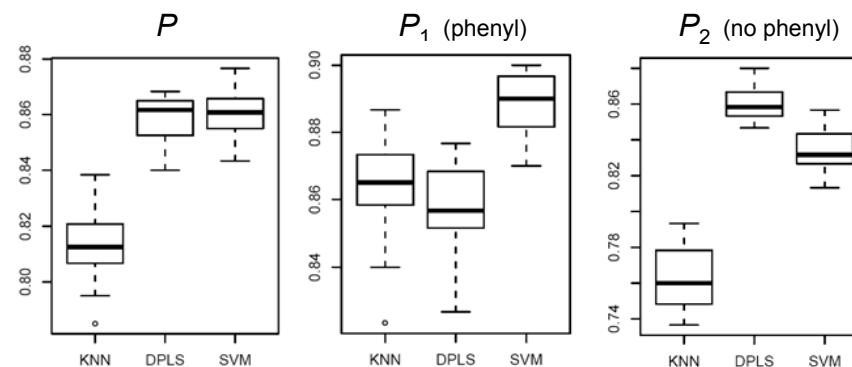 P
0.88
0.86
0.84
0.82
0.80
KNN DPLS SVM
P1 (phenyl)
0.90
0.88
0.86
0.84
KNN DPLS SVM
P2 (no phenyl)
0.86
0.82
0.78
0.74
KNN DPLS SVM